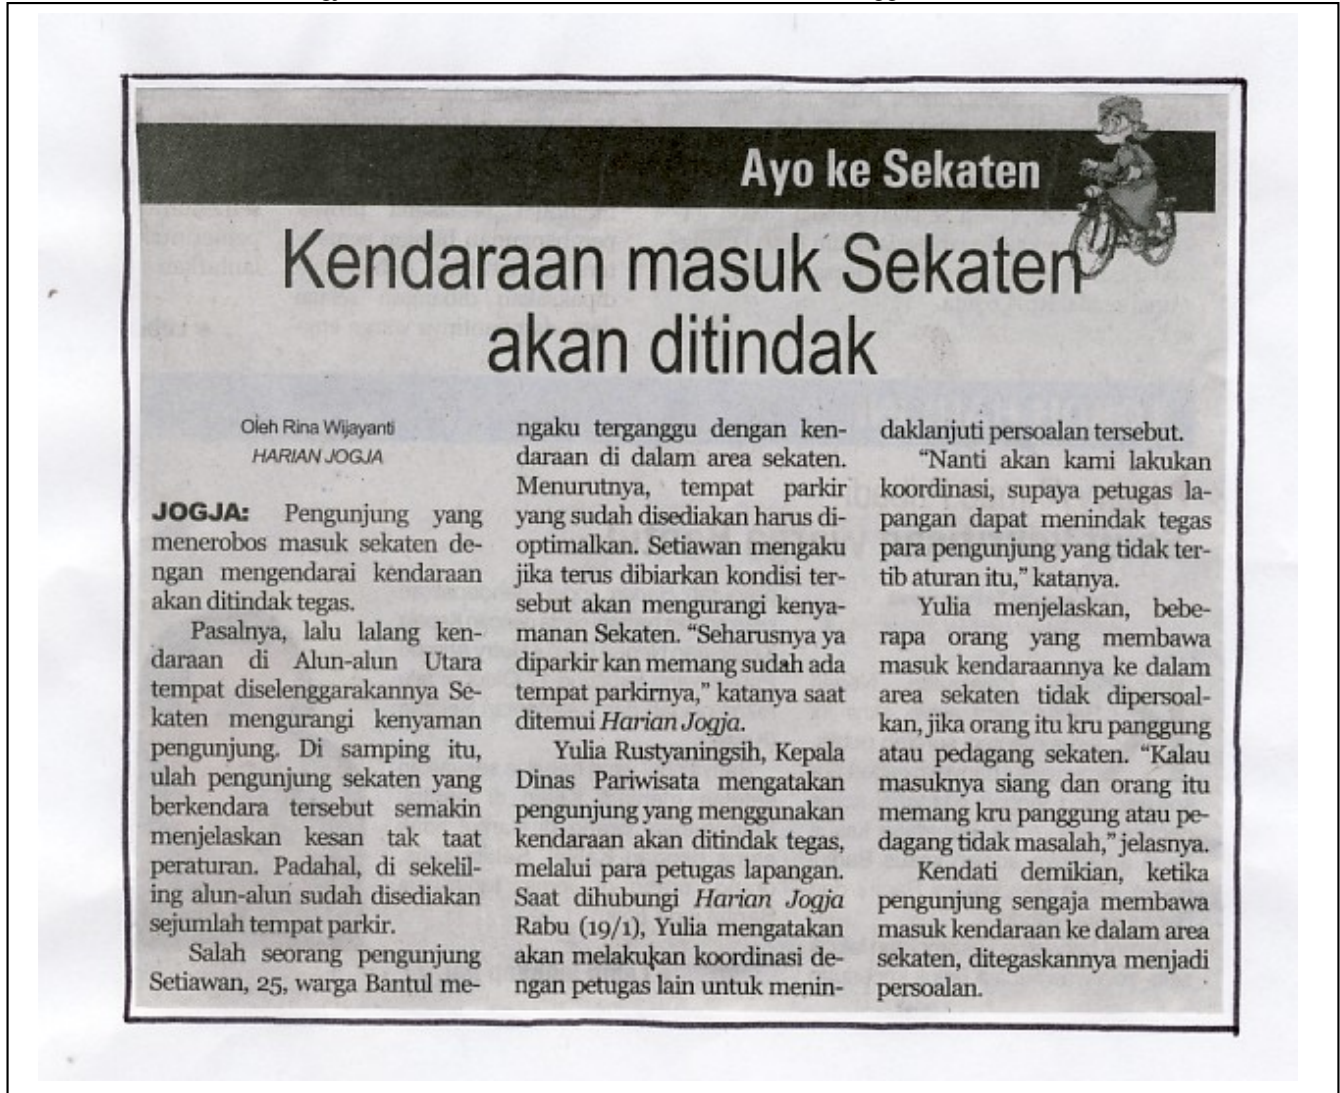 Ayo ke Sekaten
Kendaraan masuk Sekaten
akan ditindak
Oleh Rina Wijayanti
HARIAN JOGJA
JOGJA: Pengunjung yang
menerobos masuk sekaten de-
ngan mengendarai kendaraan
akan ditindak tegas.
Pasalnya, lalu lalang ken-
daraan di Alun-alun Utara
tempat diselenggarakannya Se-
katen mengurangi kenyaman
pengunjung. Di samping itu,
ulah pengunjung sekaten yang
berkendara tersebut semakin
menjelaskan kesan tak taat
peraturan. Padahal, di sekelil-
ing alun-alun sudah disediakan
sejumlah tempat parkir.
Salah seorang pengunjung
Setiawan, 25, warga Bantul me-
ngaku terganggu dengan ken-
daraan di dalam area sekaten.
Menurutnya, tempat parkir
yang sudah disediakan harus di-
optimalkan. Setiawan mengaku
jika terus dibiarkan kondisi ter-
sebut akan mengurangi kenya-
manan Sekaten. “Seharusnya ya
diparkir kan memang sudah ada
tempat parkirnya,” katanya saat
ditemui Harian Jogja.
Yulia Rustyaningsih, Kepala
Dinas Pariwisata mengatakan
pengunjung yang menggunakan
kendaraan akan ditindak tegas,
melalui para petugas lapangan.
Saat dihubungi Harian Jogja
Rabu (19/1), Yulia mengatakan
akan melakukan koordinasi de-
ngan petugas lain untuk menin-
daklanjuti persoalan tersebut.
“Nanti akan kami lakukan
koordinasi, supaya petugas la-
pangan dapat menindak tegas
para pengunjung yang tidak ter-
tib aturan itu,” katanya.
Yulia menjelaskan, bebe-
rapa orang yang membawa
masuk kendaraannya ke dalam
area sekaten tidak dipersoal-
kan, jika orang itu kru panggung
atau pedagang sekaten. “Kalau
masuknya siang dan orang itu
memang kru panggung atau pe-
dagang tidak masalah,” jelasnya.
Kendati demikian, ketika
pengunjung sengaja membawa
masuk kendaraan ke dalam area
sekaten, ditegaskannya menjadi
persoalan.